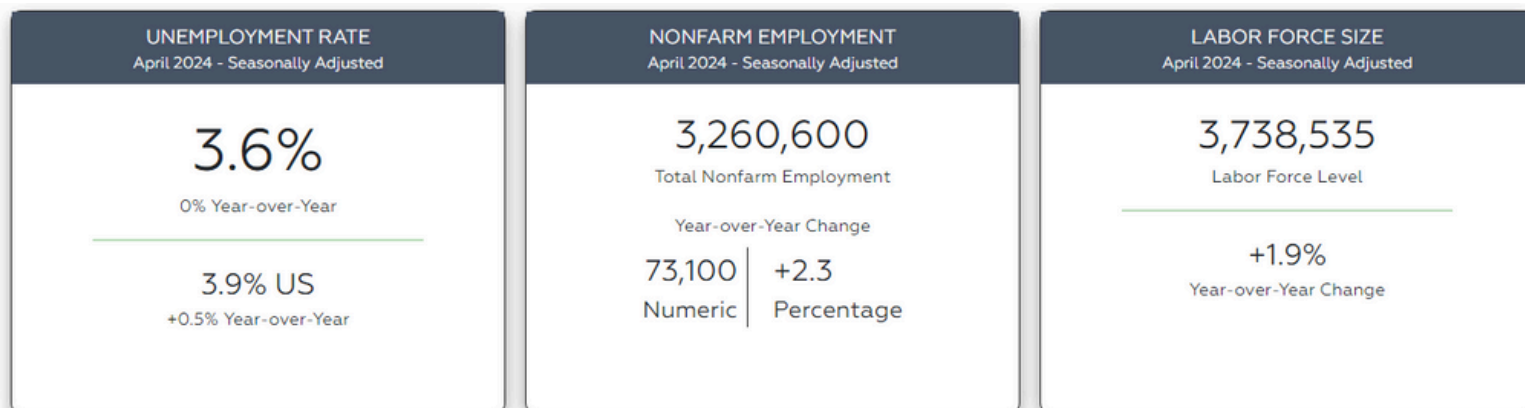 UNEMPLOYMENT RATE
April 2024 - Seasonally Adjusted
3.6%
0% Year-over-Year
3.9% US
+0.5% Year-over-Year
NONFARM EMPLOYMENT
April 2024 - Seasonally Adjusted
3,260,600
Total Nonfarm Employment
Year-over-Year Change
73,100 +2.3
Numeric Percentage
LABOR FORCE SIZE
April 2024 - Seasonally Adjusted
3,738,535
Labor Force Level
+1.9%
Year-over-Year Change